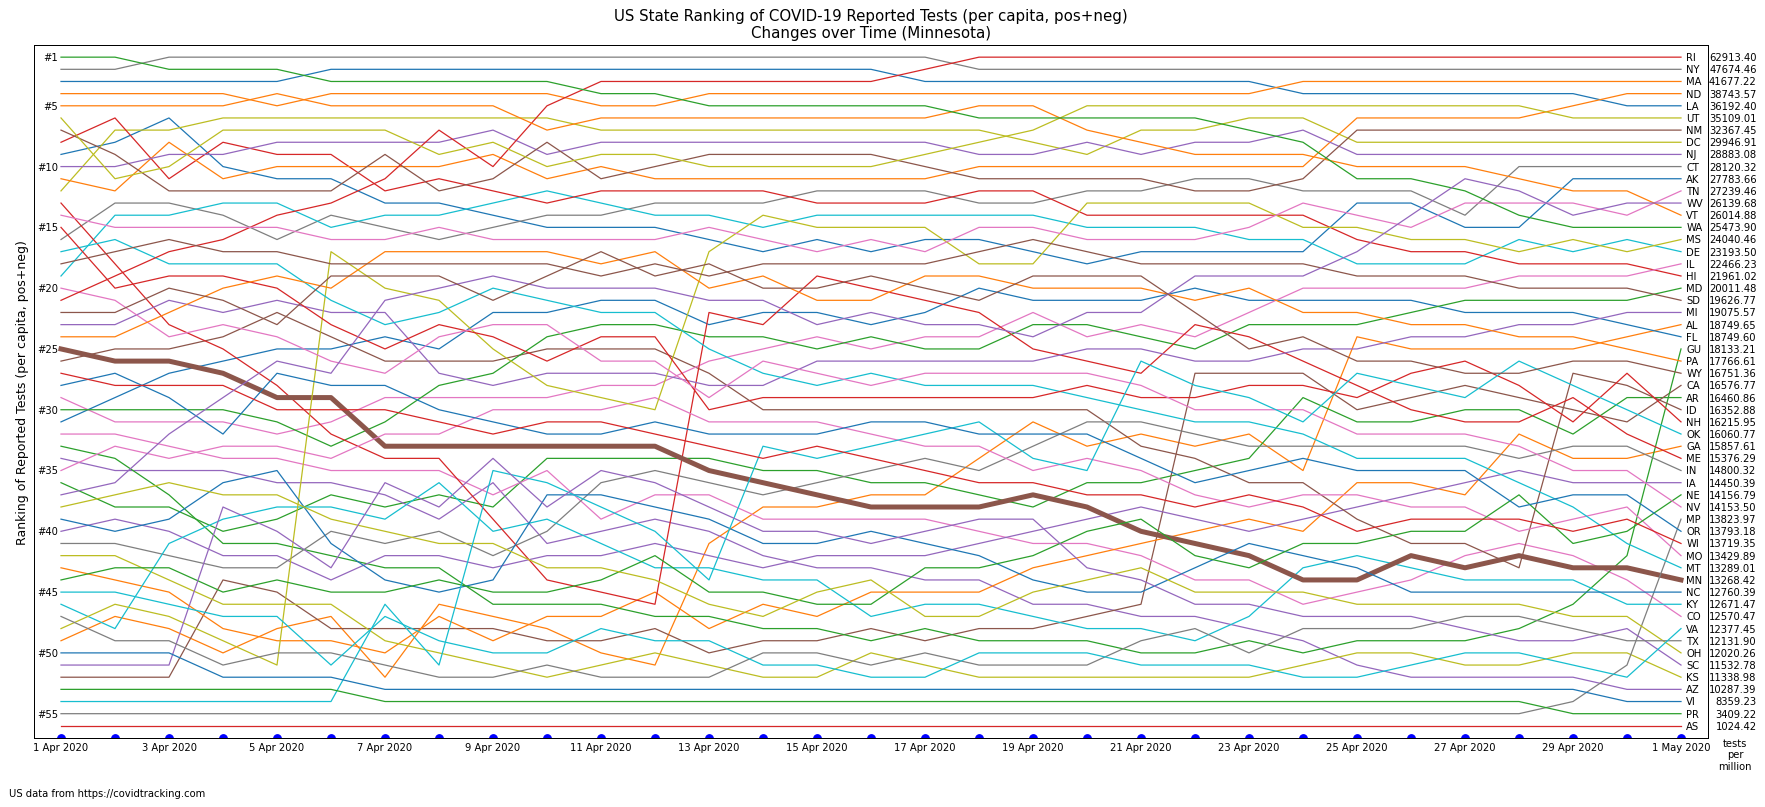 US State Ranking of COVID-19 Reported Tests (per capita, pos+neg)
Changes over Time (Minnesota)
Ranking of Reported Tests (per capita, pos+neg)
#1
#5
#10
#15
#20
#25
#30
#35
#40
#45
#50
#55
RI 62913.40
NY 47674.46
MA 41677.22
ND 38743.57
LA 36192.40
UT 35109.01
NM 32367.45
DC 29946.91
NJ 28883.08
CT 28120.32
AK 27783.66
TN 27239.46
WV 26139.68
VT 26014.88
WA 25473.90
MS 24040.46
DE 23193.50
IL 22466.23
HI 21961.02
MD 20011.48
SD 19626.77
MI 19075.57
AL 18749.65
FL 18749.60
GU 18133.21
PA 17766.61
WY 16751.36
CA 16576.77
AR 16460.86
ID 16352.88
NH 16215.95
OK 16060.77
GA 15857.61
ME 15376.29
IN 14800.32
IA 14450.39
NE 14156.79
NV 14153.50
MP 13823.97
OR 13793.18
WI 13719.35
MO 13429.89
MT 13289.01
MN 13268.42
NC 12760.39
KY 12671.47
CO 12570.47
VA 12377.45
TX 12131.90
OH 12020.26
SC 11532.78
KS 11338.98
AZ 10287.39
VI 8359.23
PR 3409.22
AS 1024.42
1 Apr 2020
3 Apr 2020
5 Apr 2020
7 Apr 2020
9 Apr 2020
11 Apr 2020
13 Apr 2020
15 Apr 2020
17 Apr 2020
19 Apr 2020
21 Apr 2020
23 Apr 2020
25 Apr 2020
27 Apr 2020
29 Apr 2020
1 May 2020
tests
per
million
US data from https://covidtracking.com